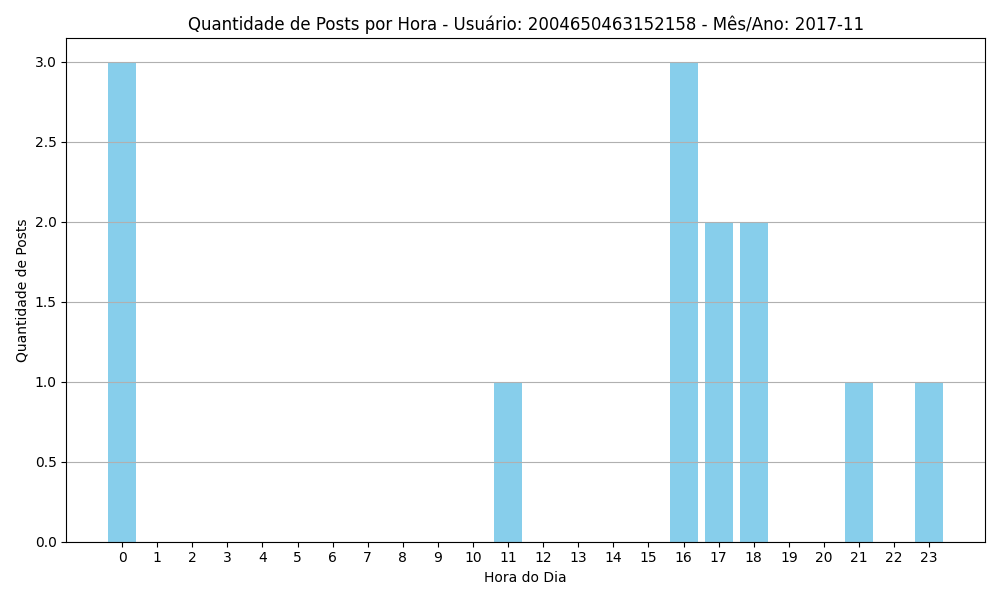 Quantidade de Posts por Hora - Usuário: 2004650463152158 - Mês/Ano: 2017-11
3.0
2.5
2.0
1.5
1.0
0.5
0.0
Quantidade de Posts
0 1 2 3 4 5 6 7 8 9 10 11 12 13 14 15 16 17 18 19 20 21 22 23
Hora do Dia